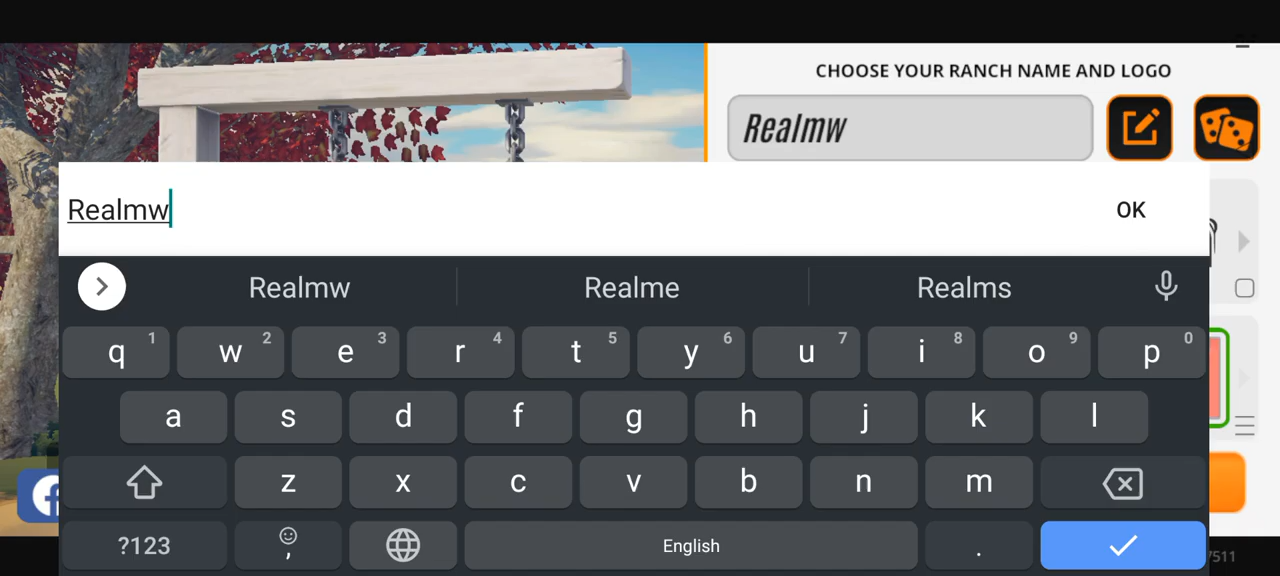 CHOOSE YOUR RANCH NAME AND LOGO
Realmw
Realmw OK
Realmw Realme Realms
q 1 w 2 e 3 r 4 t 5 y 6 u 7 i 8 o 9 p 0
a s d f g h j k l
z x c v b n m
?123 , English .
7511